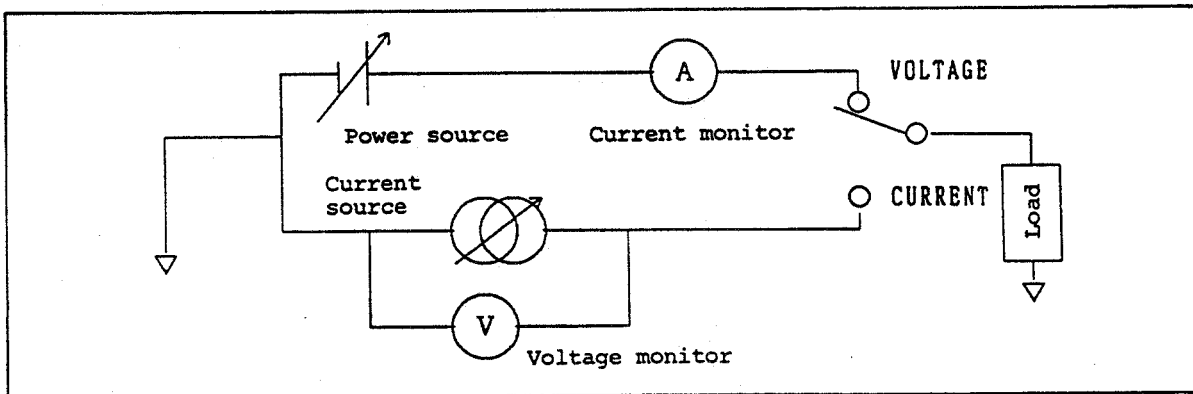 A
VOLTAGE
Power source
Current monitor
Current
source
CURRENT
Load
V
Voltage monitor